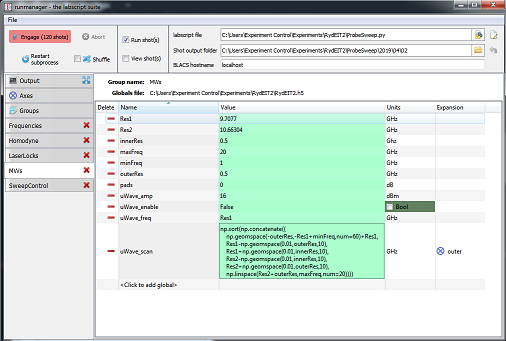 runmanager - the labscript suite
File
Engage (120 shots)
Abort
Restart subprocess
Shuffle
Run shot(s)
View shot(s)
labscript file
C:\Users\Experiment Control\Experiments\RydEIT2\ProbeSweep.py
Shot output folder
C:\Users\Experiment Control\Experiments\RydEIT2\ProbeSweep\2019\04\02
BLACS hostname
localhost
Output
Axes
Groups
Frequencies
Homodyne
LaserLocks
MWs
SweepControl
Group name: MWs
Globals file: C:\Users\Experiment Control\Experiments\RydEIT2\RydEIT2.h5
Delete Name Value Units Expansion
Res1 9.7077 GHz
Res2 10.66304 GHz
innerRes 0.5 Ghz
maxFreq 20 GHz
minFreq 1 GHz
outerRes 0.5 GHz
pads 0 dB
uWave_amp 16 dBm
uWave_enable False Bool
uWave_freq Res1 GHz
uWave_scan
np.sort(np.concatenate((
np.geomspace(-outerRes,-Res1+minFreq,num=60)+Res1,
Res1-np.geomspace(0.01,outerRes,10),
Res1+np.geomspace(0.01,innerRes,10),
Res2-np.geomspace(0.01,innerRes,10),
Res2+np.geomspace(0.01,outerRes,10),
np.linspace(Res2+outerRes,maxFreq,num=20))))
GHz outer
<Click to add global>